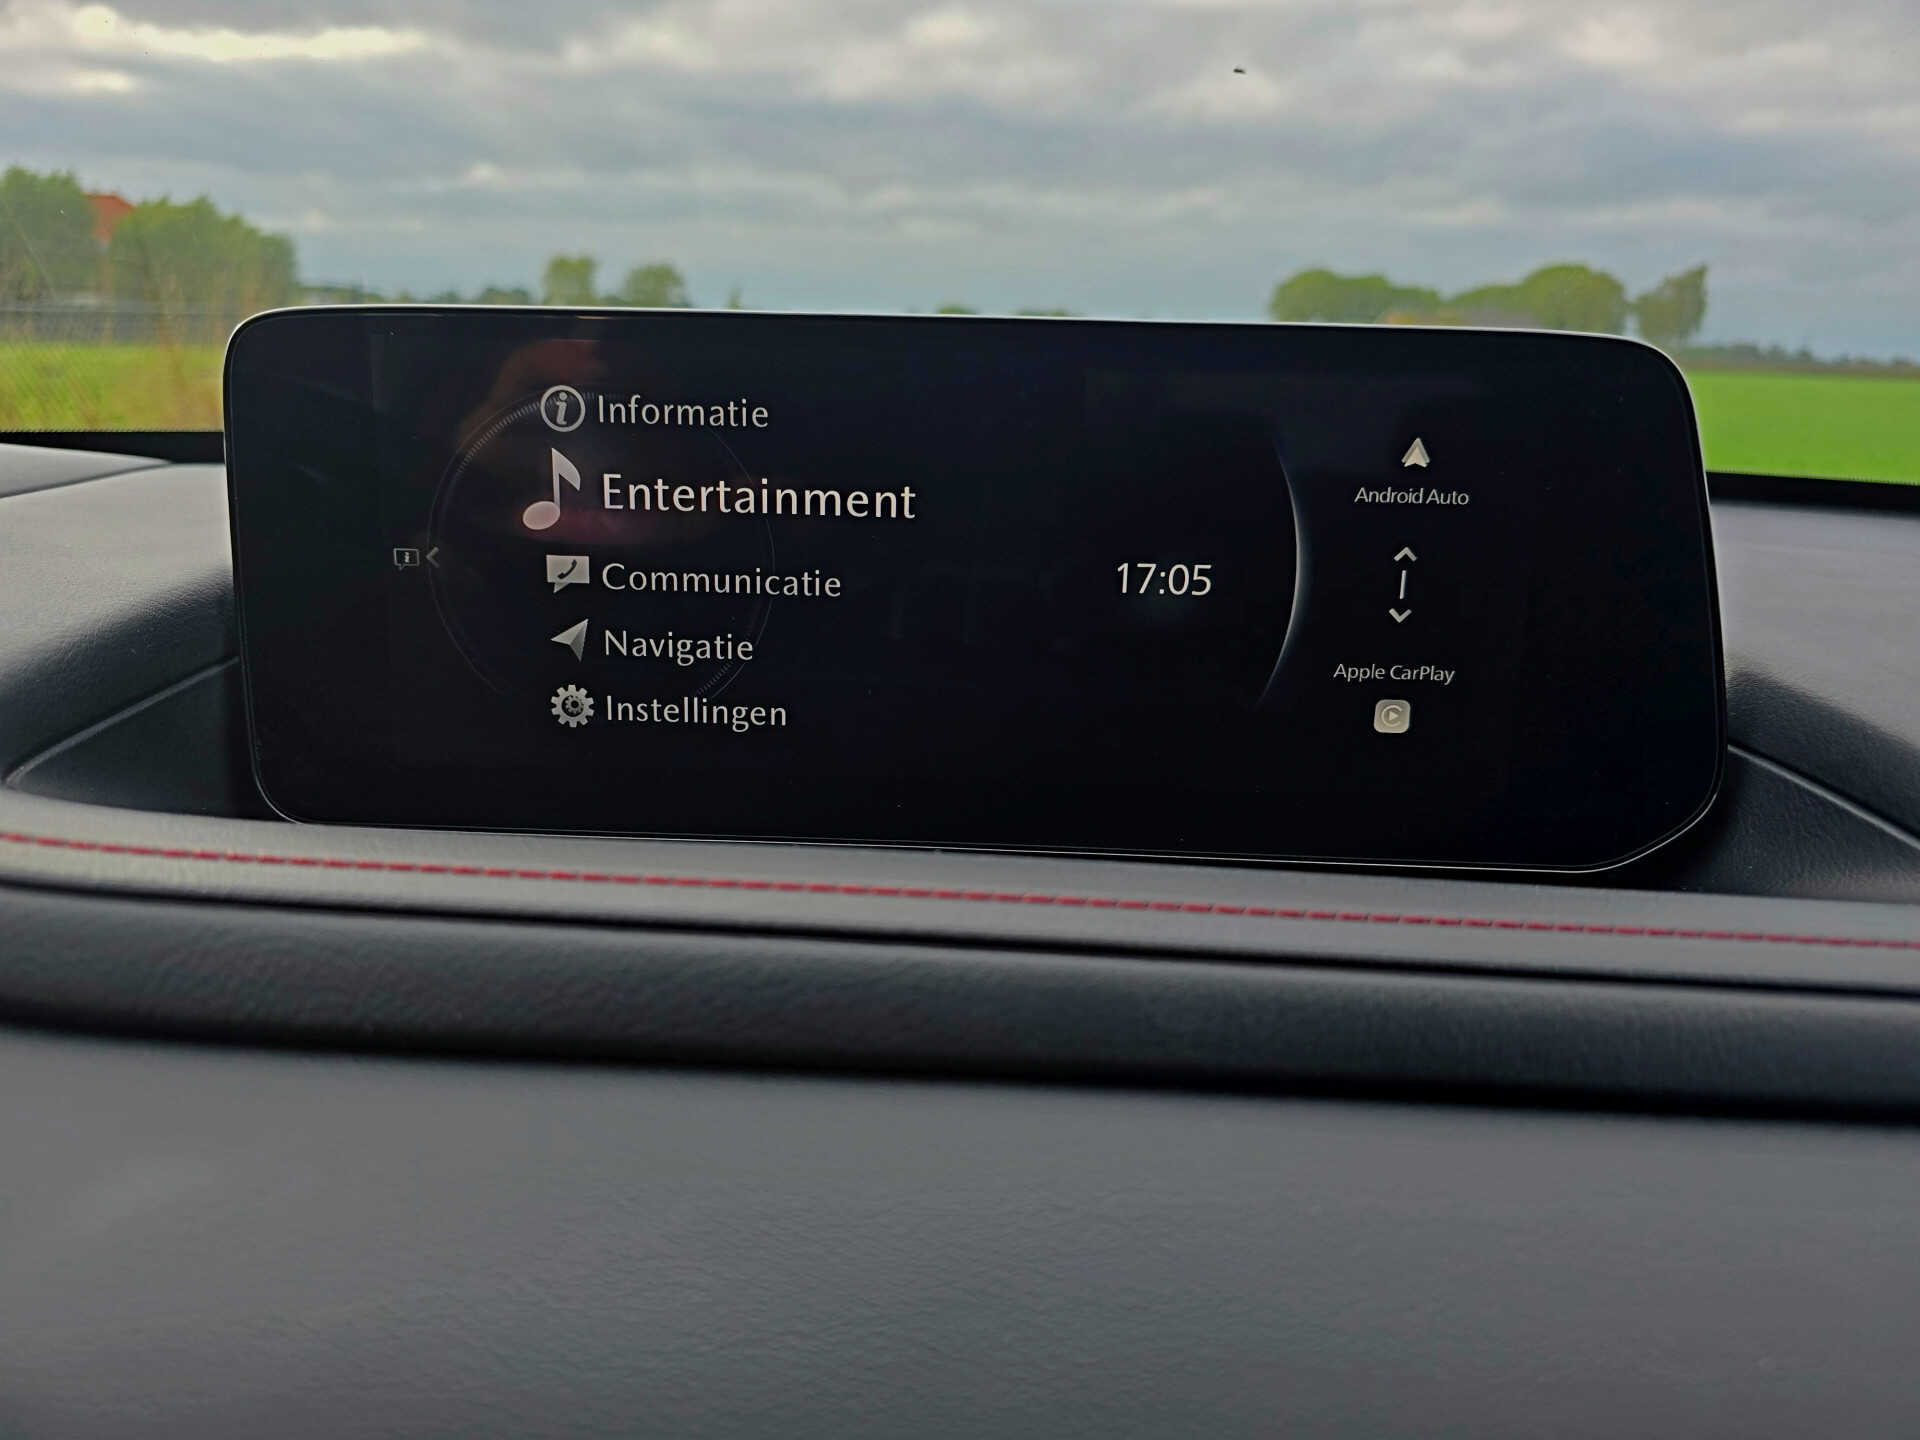 Informatie
Entertainment
Communicatie
Navigatie
Instellingen
17:05
Android Auto
Apple CarPlay